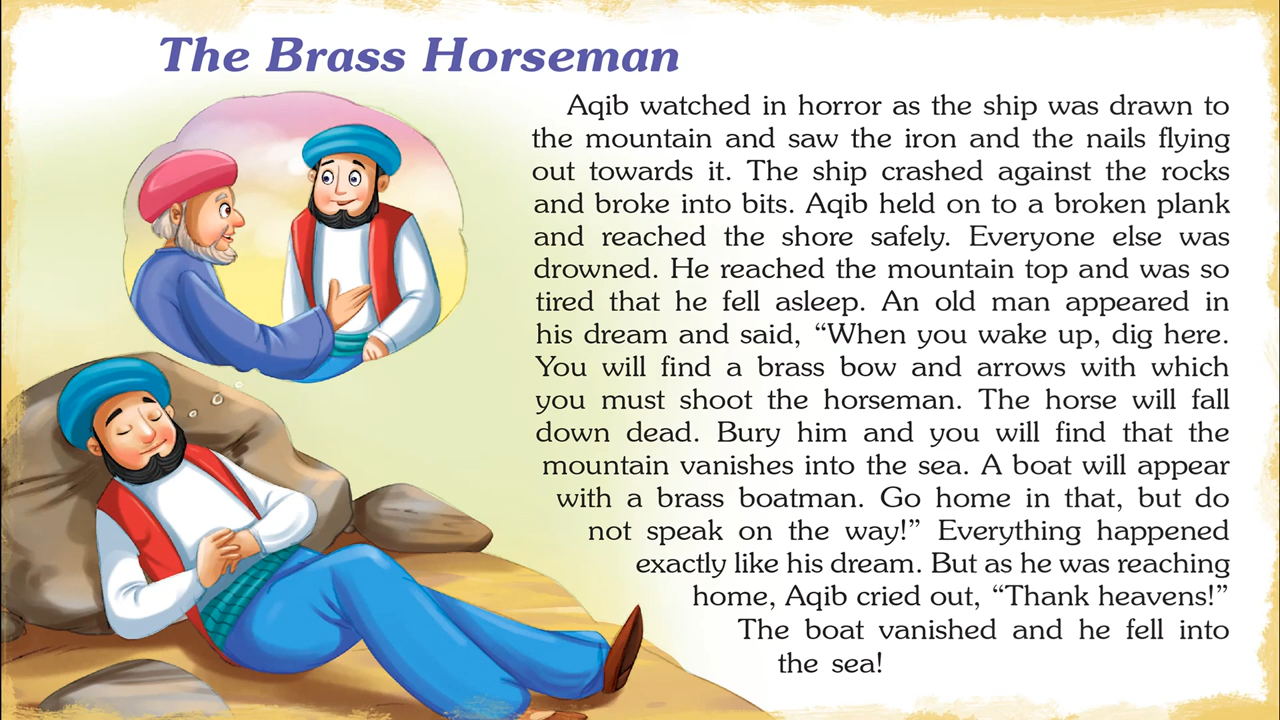 The Brass Horseman
Aqib watched in horror as the ship was drawn to
the mountain and saw the iron and the nails flying
out towards it. The ship crashed against the rocks
and broke into bits. Aqib held on to a broken plank
and reached the shore safely. Everyone else was
drowned. He reached the mountain top and was so
tired that he fell asleep. An old man appeared in
his dream and said, “When you wake up, dig here.
You will find a brass bow and arrows with which
you must shoot the horseman. The horse will fall
down dead. Bury him and you will find that the
mountain vanishes into the sea. A boat will appear
with a brass boatman. Go home in that, but do
not speak on the way!” Everything happened
exactly like his dream. But as he was reaching
home, Aqib cried out, “Thank heavens!”
The boat vanished and he fell into
the sea!